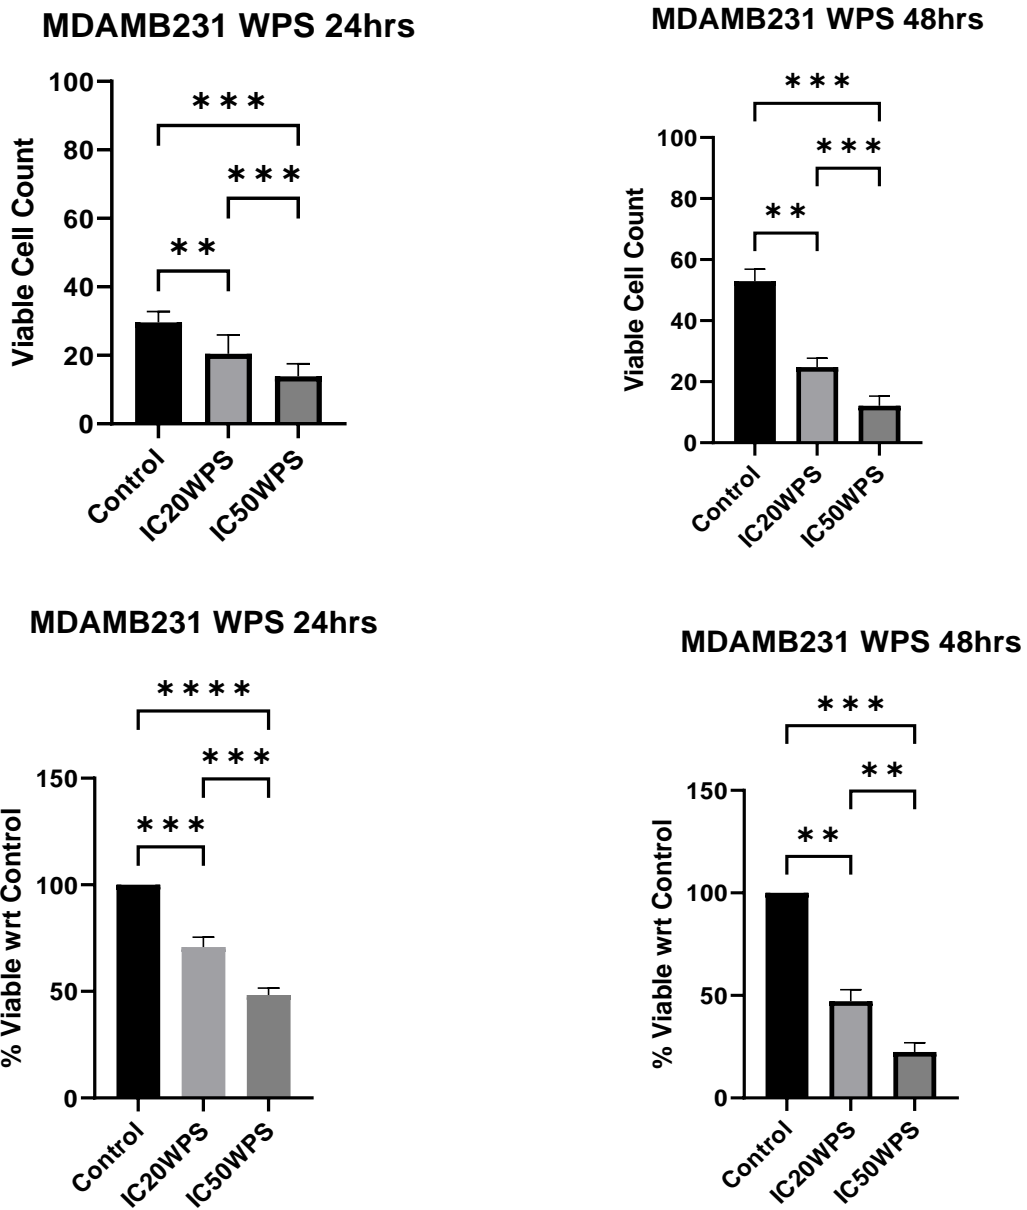 MDAMB231 WPS 24hrs
100
80
60
40
20
0
Viable Cell Count
***
***
**
Control
IC20WPS
IC50WPS
MDAMB231 WPS 48hrs
100
80
60
40
20
0
Viable Cell Count
***
***
**
Control
IC20WPS
IC50WPS
MDAMB231 WPS 24hrs
150
100
50
0
% Viable wrt Control
****
***
***
Control
IC20WPS
IC50WPS
MDAMB231 WPS 48hrs
150
100
50
0
% Viable wrt Control
***
**
**
Control
IC20WPS
IC50WPS